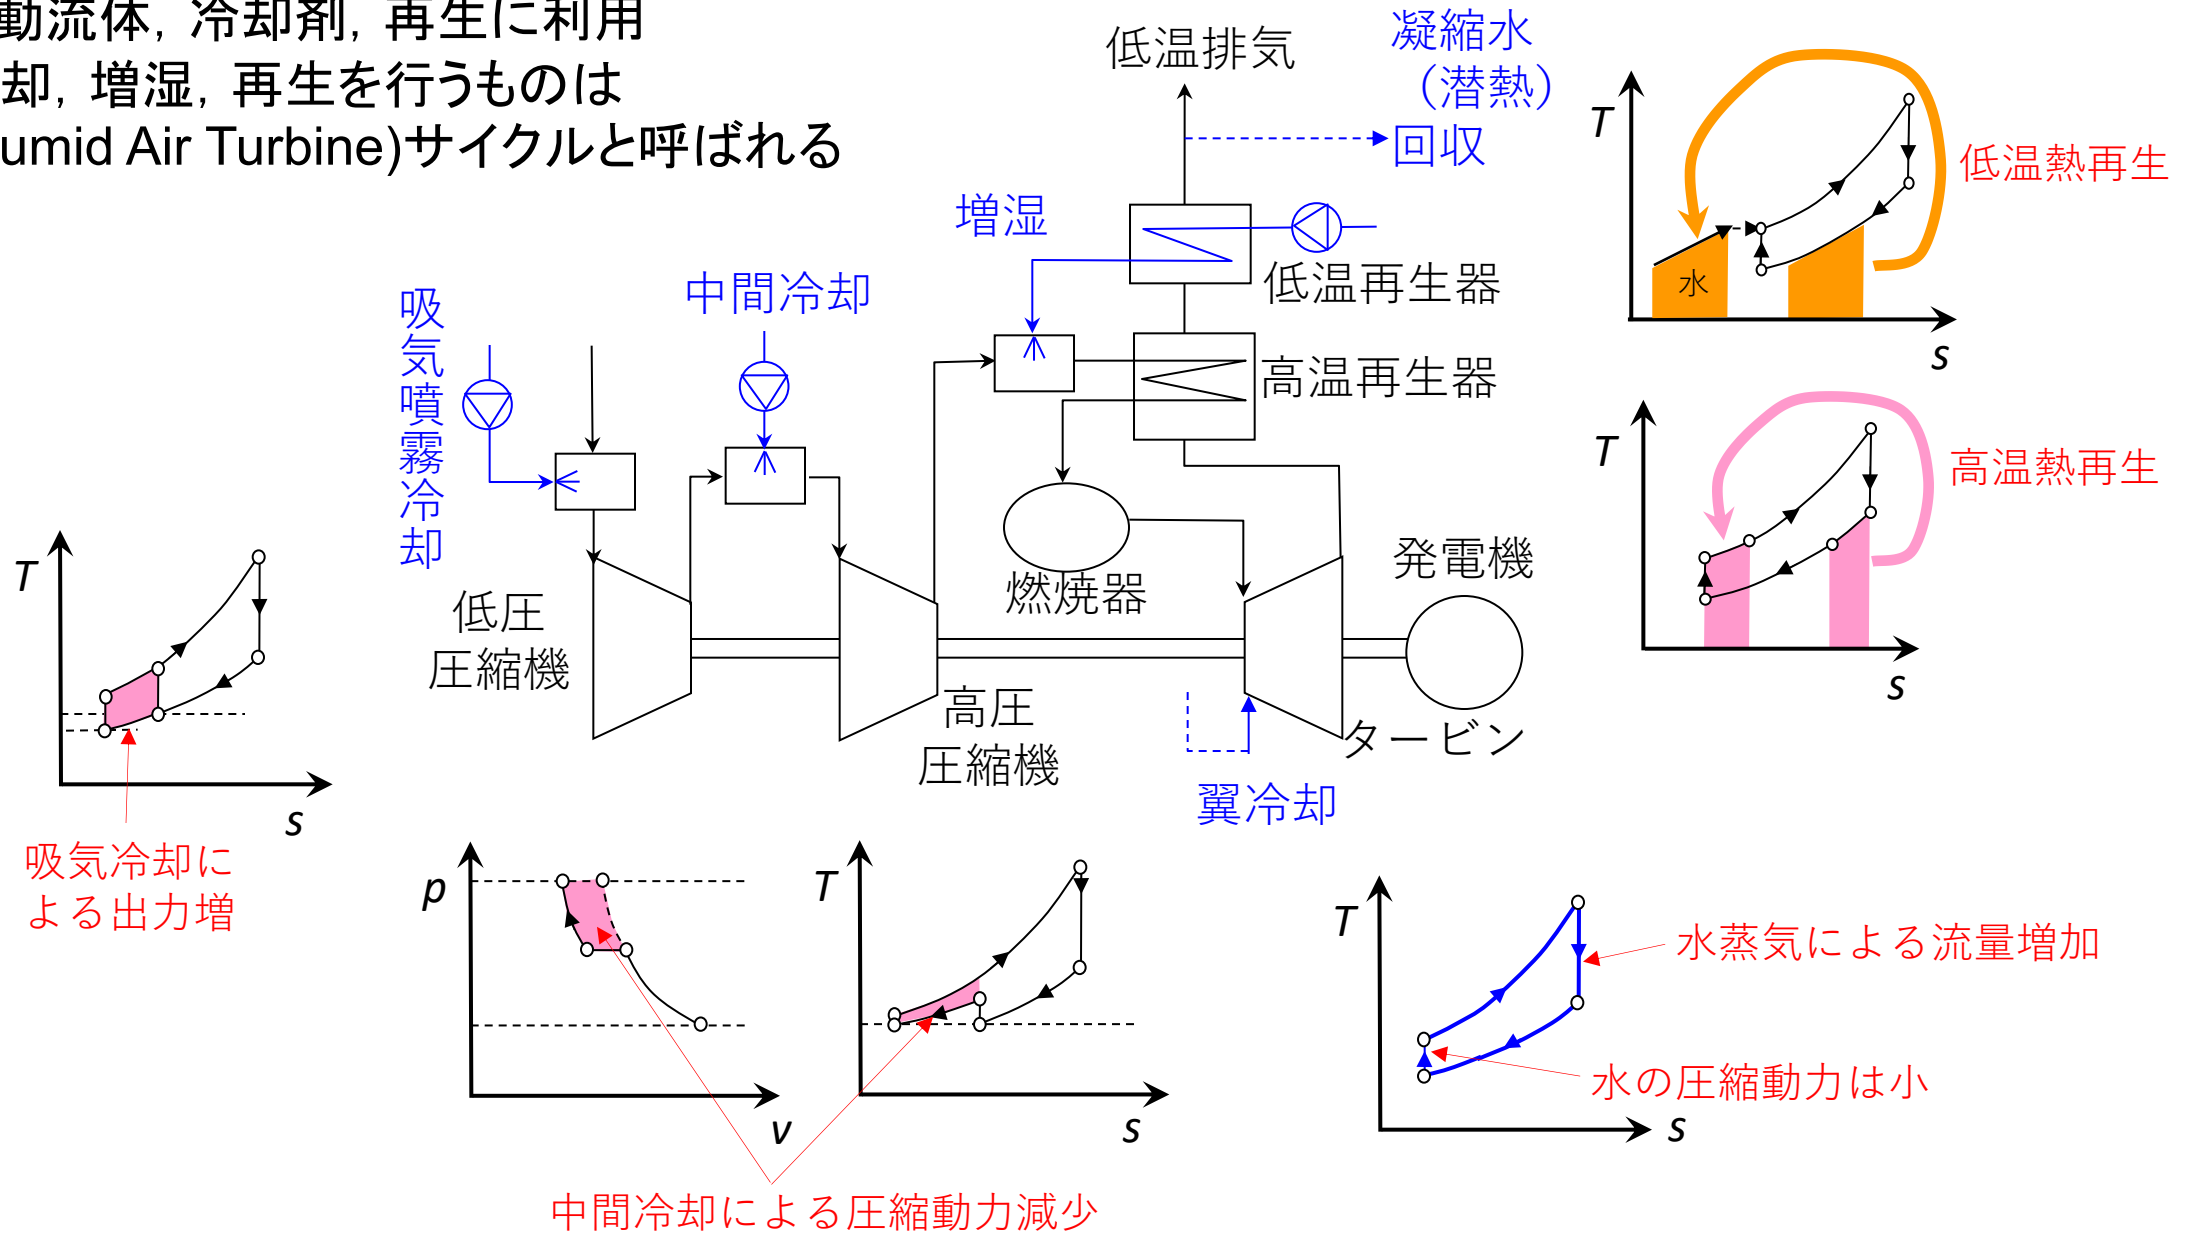 動流体，冷却剤，再生に利用
却，増湿，再生を行うものは
umid Air Turbine)サイクルと呼ばれる
低温排気
凝縮水
（潜熱）
回収
T
低温熱再生
水
s
増湿
低温再生器
中間冷却
吸気噴霧冷却
高温再生器
T
高温熱再生
s
燃焼器
発電機
低圧
圧縮機
高圧
圧縮機
タービン
翼冷却
T
s
吸気冷却に
よる出力増
p
v
T
s
中間冷却による圧縮動力減少
T
水蒸気による流量増加
水の圧縮動力は小
s